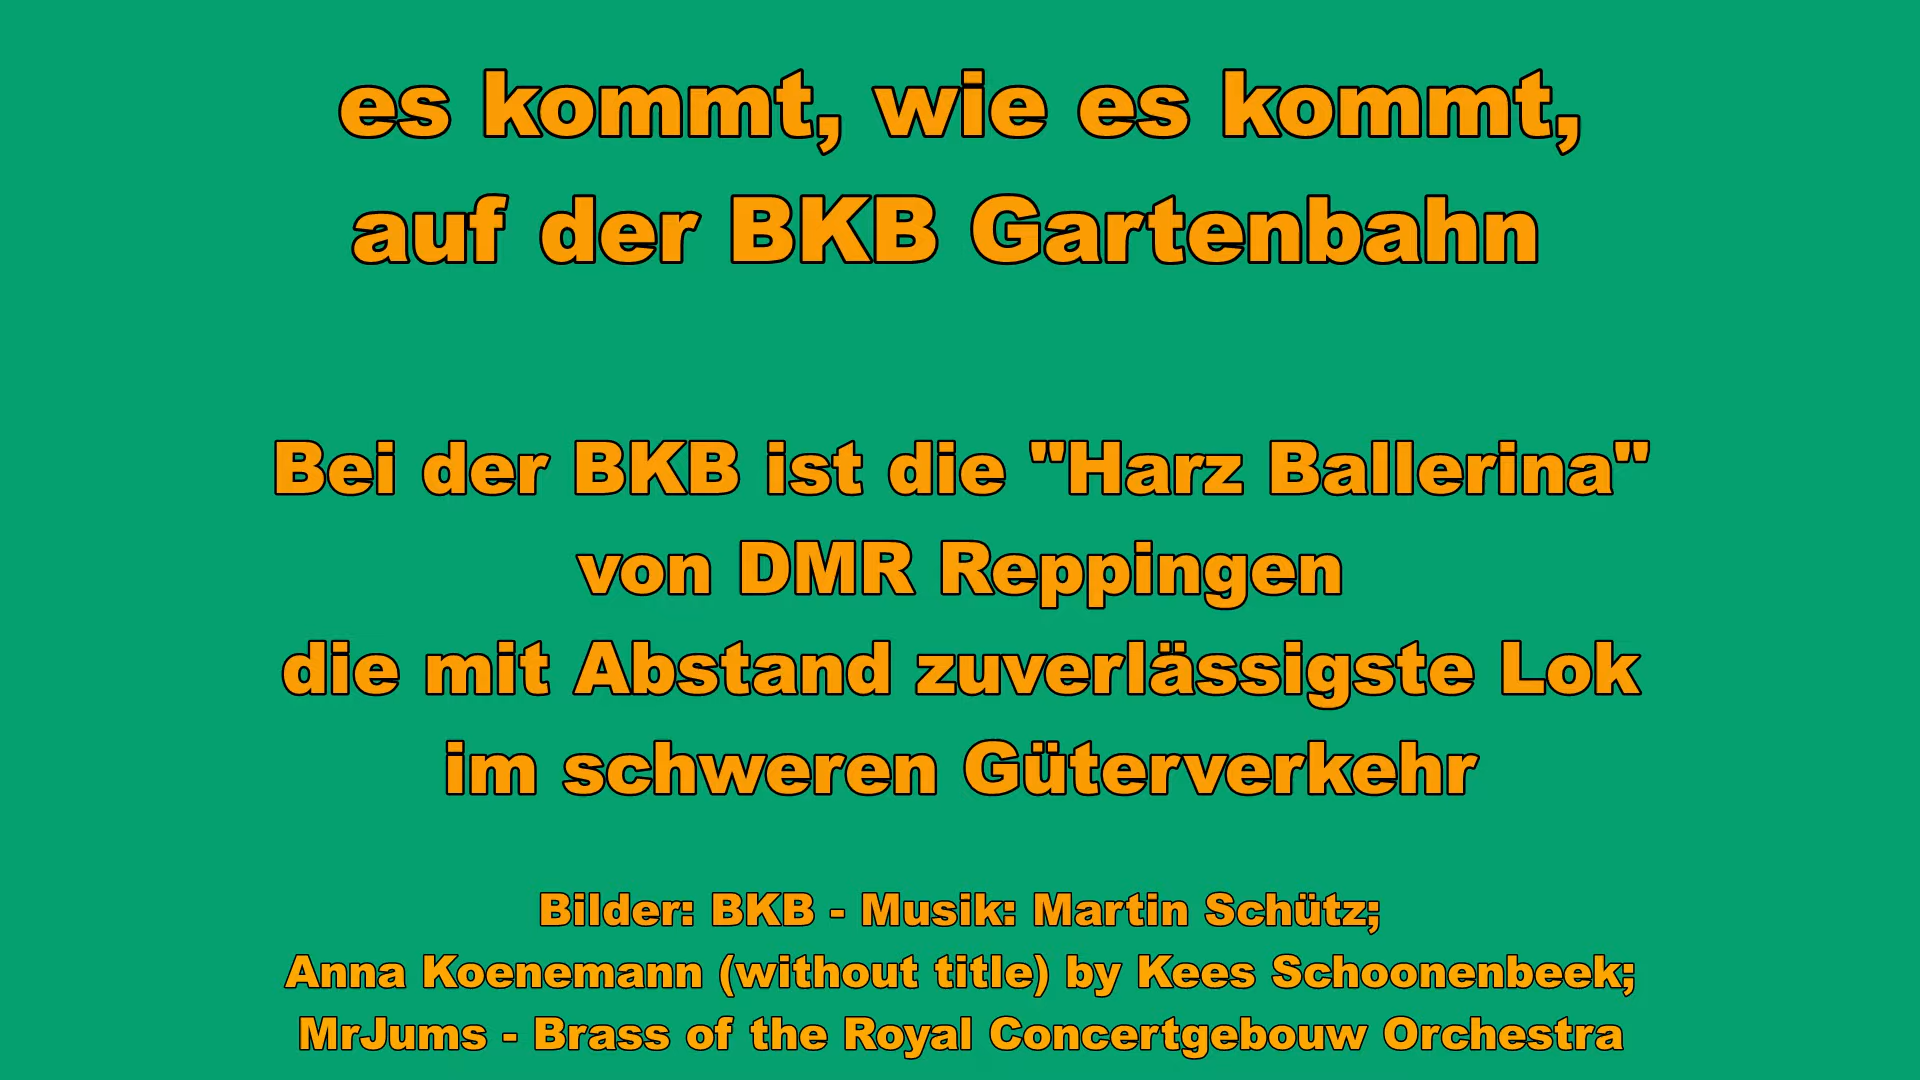 es kommt, wie es kommt,
auf der BKB Gartenbahn
Bei der BKB ist die "Harz Ballerina"
von DMR Reppingen
die mit Abstand zuverlässigste Lok
im schweren Güterverkehr
Bilder: BKB - Musik: Martin Schütz;
Anna Koenemann (without title) by Kees Schoonenbeek;
MrJums - Brass of the Royal Concertgebouw Orchestra